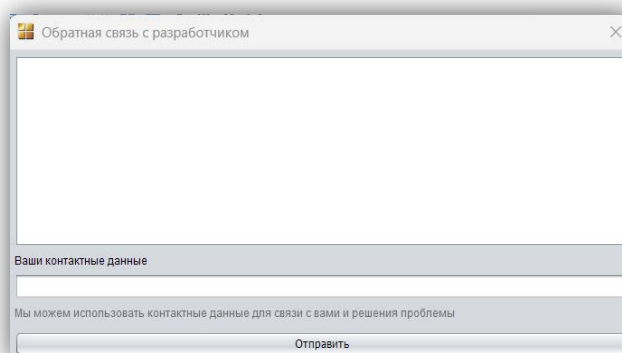 Обратная связь с разработчиком
Ваши контактные данные
Мы можем использовать контактные данные для связи с вами и решения проблемы
Отправить